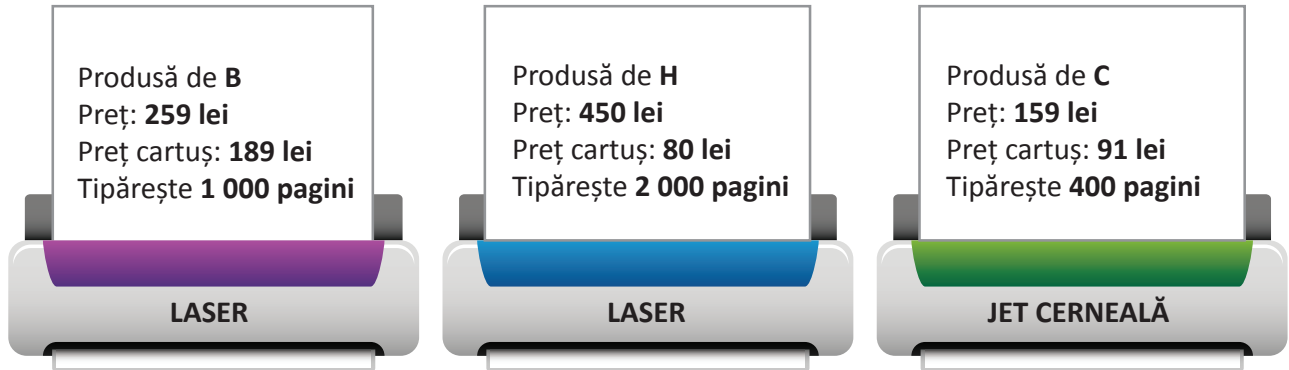 Produsă de B
Preț: 259 lei
Preț cartuș: 189 lei
Tipărește 1 000 pagini
LASER
Produsă de H
Preț: 450 lei
Preț cartuș: 80 lei
Tipărește 2 000 pagini
LASER
Produsă de C
Preț: 159 lei
Preț cartuș: 91 lei
Tipărește 400 pagini
JET CERNEALĂ